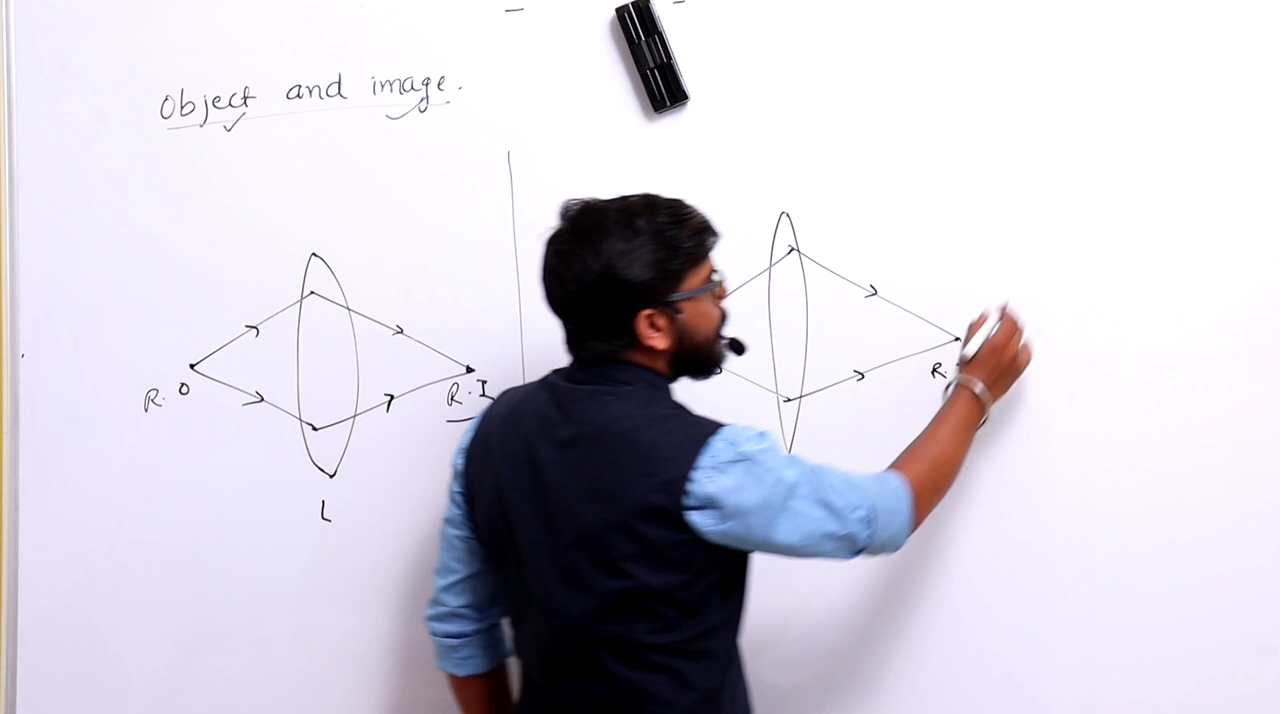 Object and image.
R. O
R. I
L
R.